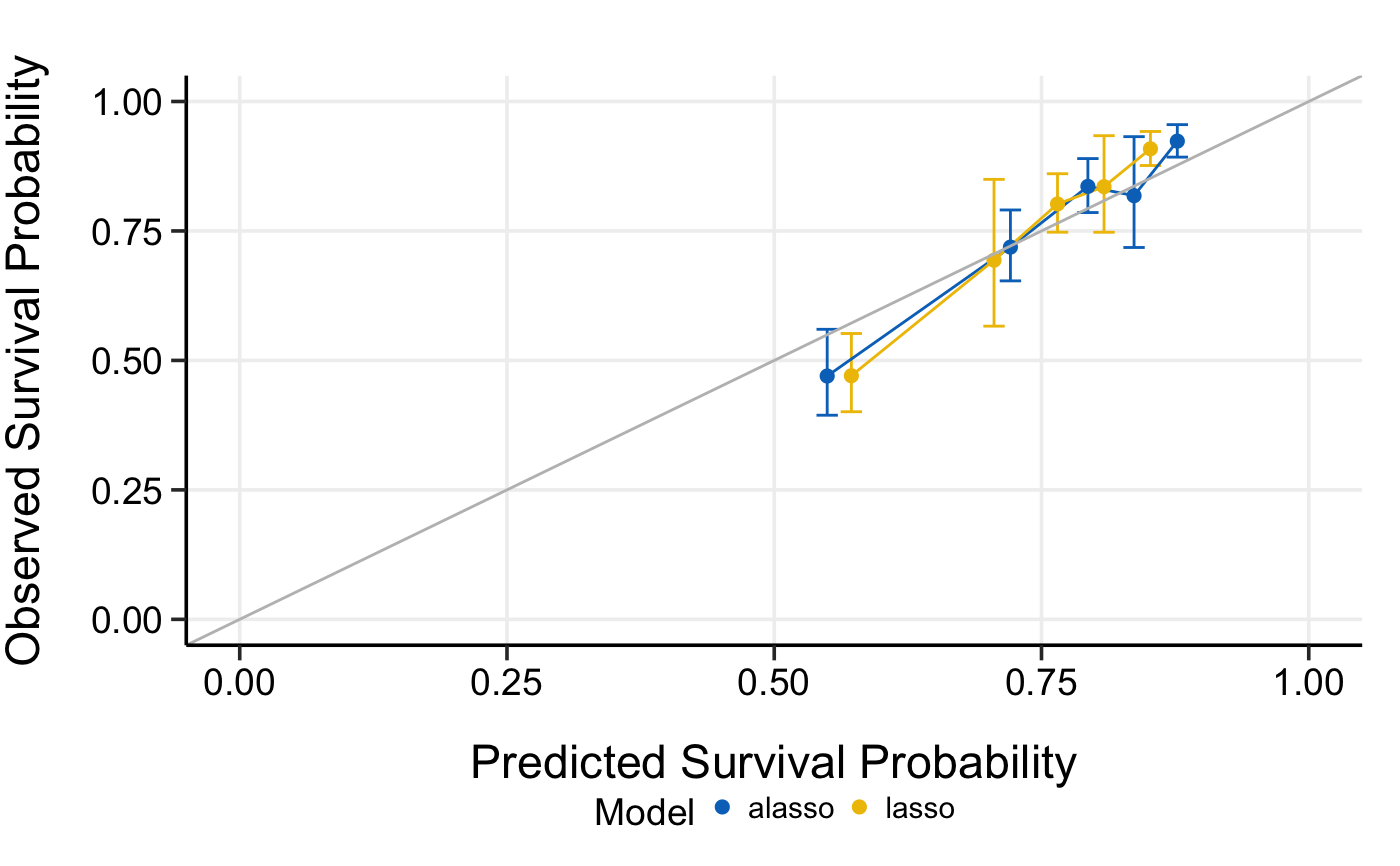 Observed Survival Probability
1.00
0.75
0.50
0.25
0.00
0.00 0.25 0.50 0.75 1.00
Predicted Survival Probability
Model alasso lasso